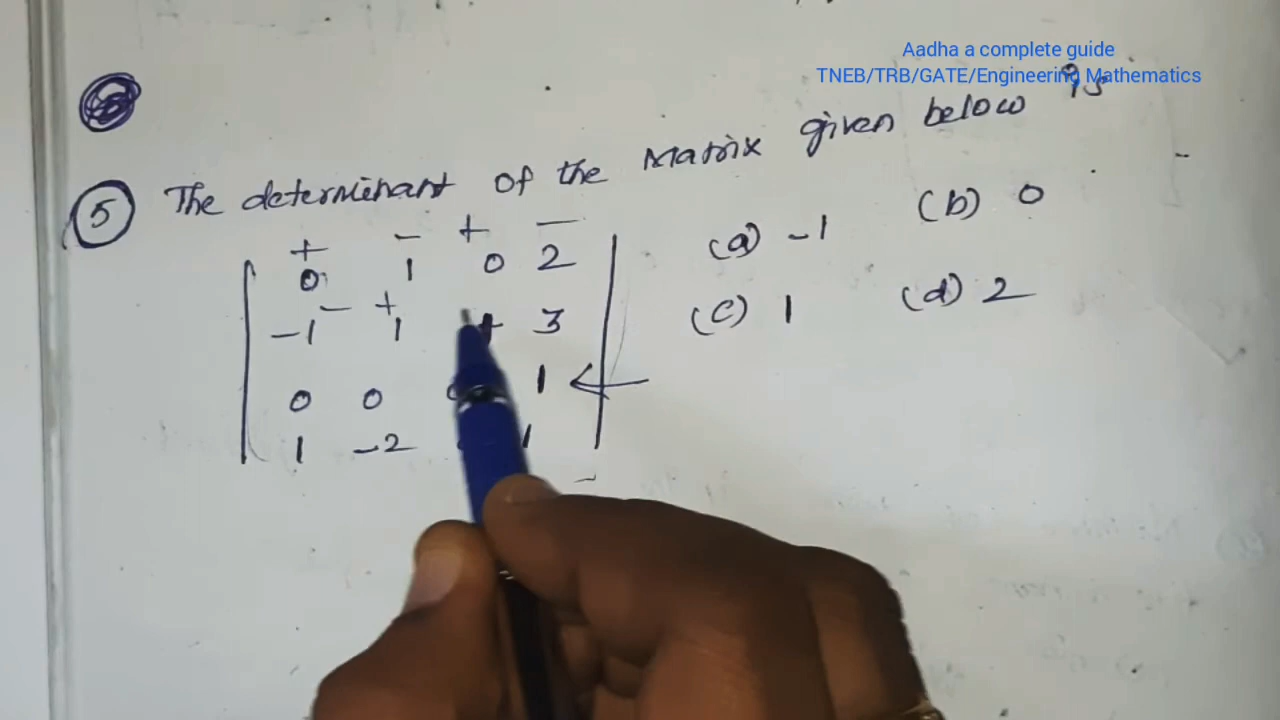 Aadha a complete guide
TNEB/TRB/GATE/Engineering Mathematics
5 The determinant of the Matrix given below is
+ - + -
0 1 0 2 (a) -1 (b) 0
- +
-1 1 3 (c) 1 (d) 2
0 0 1 ←
1 -2 1